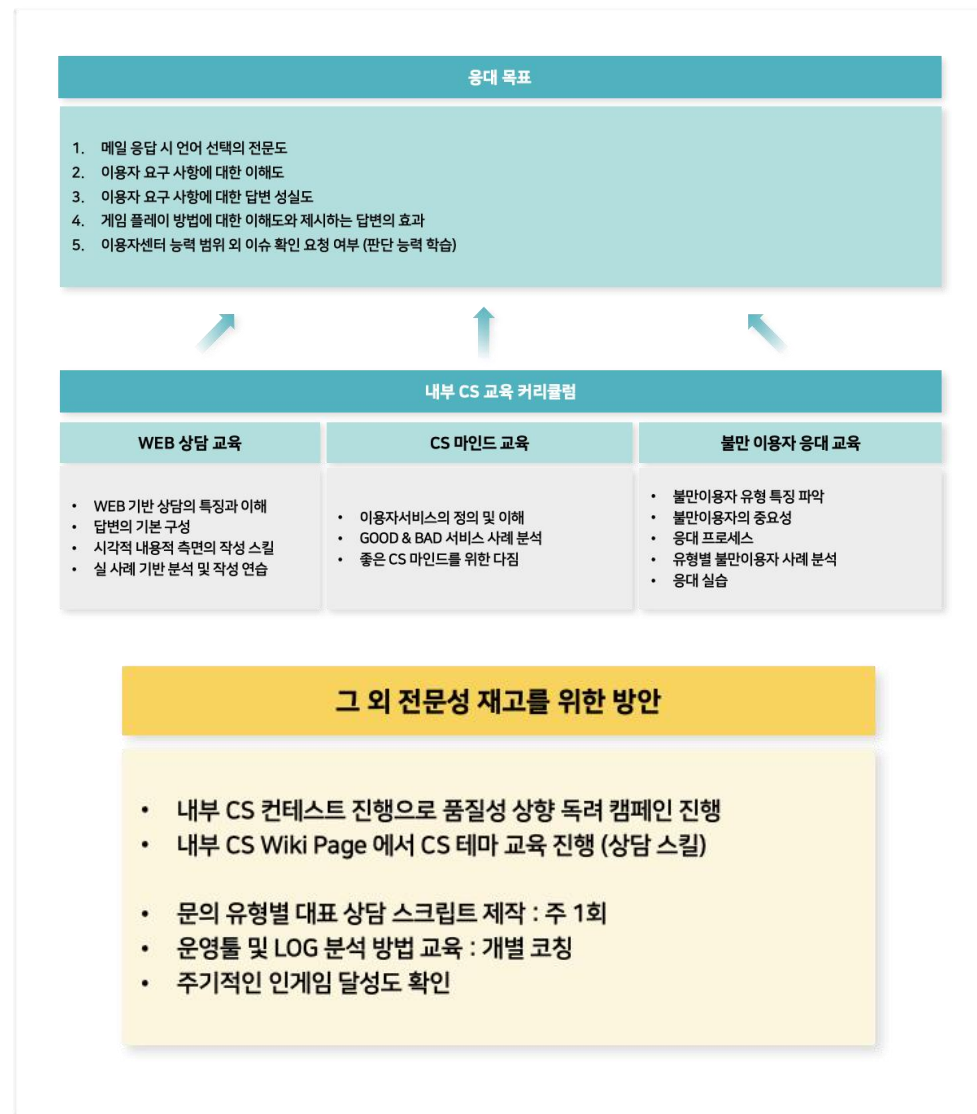 응대 목표
1. 메일 응답 시 언어 선택의 전문도
2. 이용자 요구 사항에 대한 이해도
3. 이용자 요구 사항에 대한 답변 성실도
4. 게임 플레이 방법에 대한 이해도와 제시하는 답변의 효과
5. 이용자센터 능력 범위 외 이슈 확인 요청 여부 (판단 능력 학습)
내부 CS 교육 커리큘럼
WEB 상담 교육
• WEB 기반 상담의 특징과 이해
• 답변의 기본 구성
• 시각적 내용적 측면의 작성 스킬
• 실 사례 기반 분석 및 작성 연습
CS 마인드 교육
• 이용자서비스의 정의 및 이해
• GOOD & BAD 서비스 사례 분석
• 좋은 CS 마인드를 위한 다짐
불만 이용자 응대 교육
• 불만이용자 유형 특징 파악
• 불만이용자의 중요성
• 응대 프로세스
• 유형별 불만이용자 사례 분석
• 응대 실습
그 외 전문성 재고를 위한 방안
• 내부 CS 컨테스트 진행으로 품질성 상향 독려 캠페인 진행
• 내부 CS Wiki Page 에서 CS 테마 교육 진행 (상담 스킬)
• 문의 유형별 대표 상담 스크립트 제작 : 주 1회
• 운영툴 및 LOG 분석 방법 교육 : 개별 코칭
• 주기적인 인게임 달성도 확인